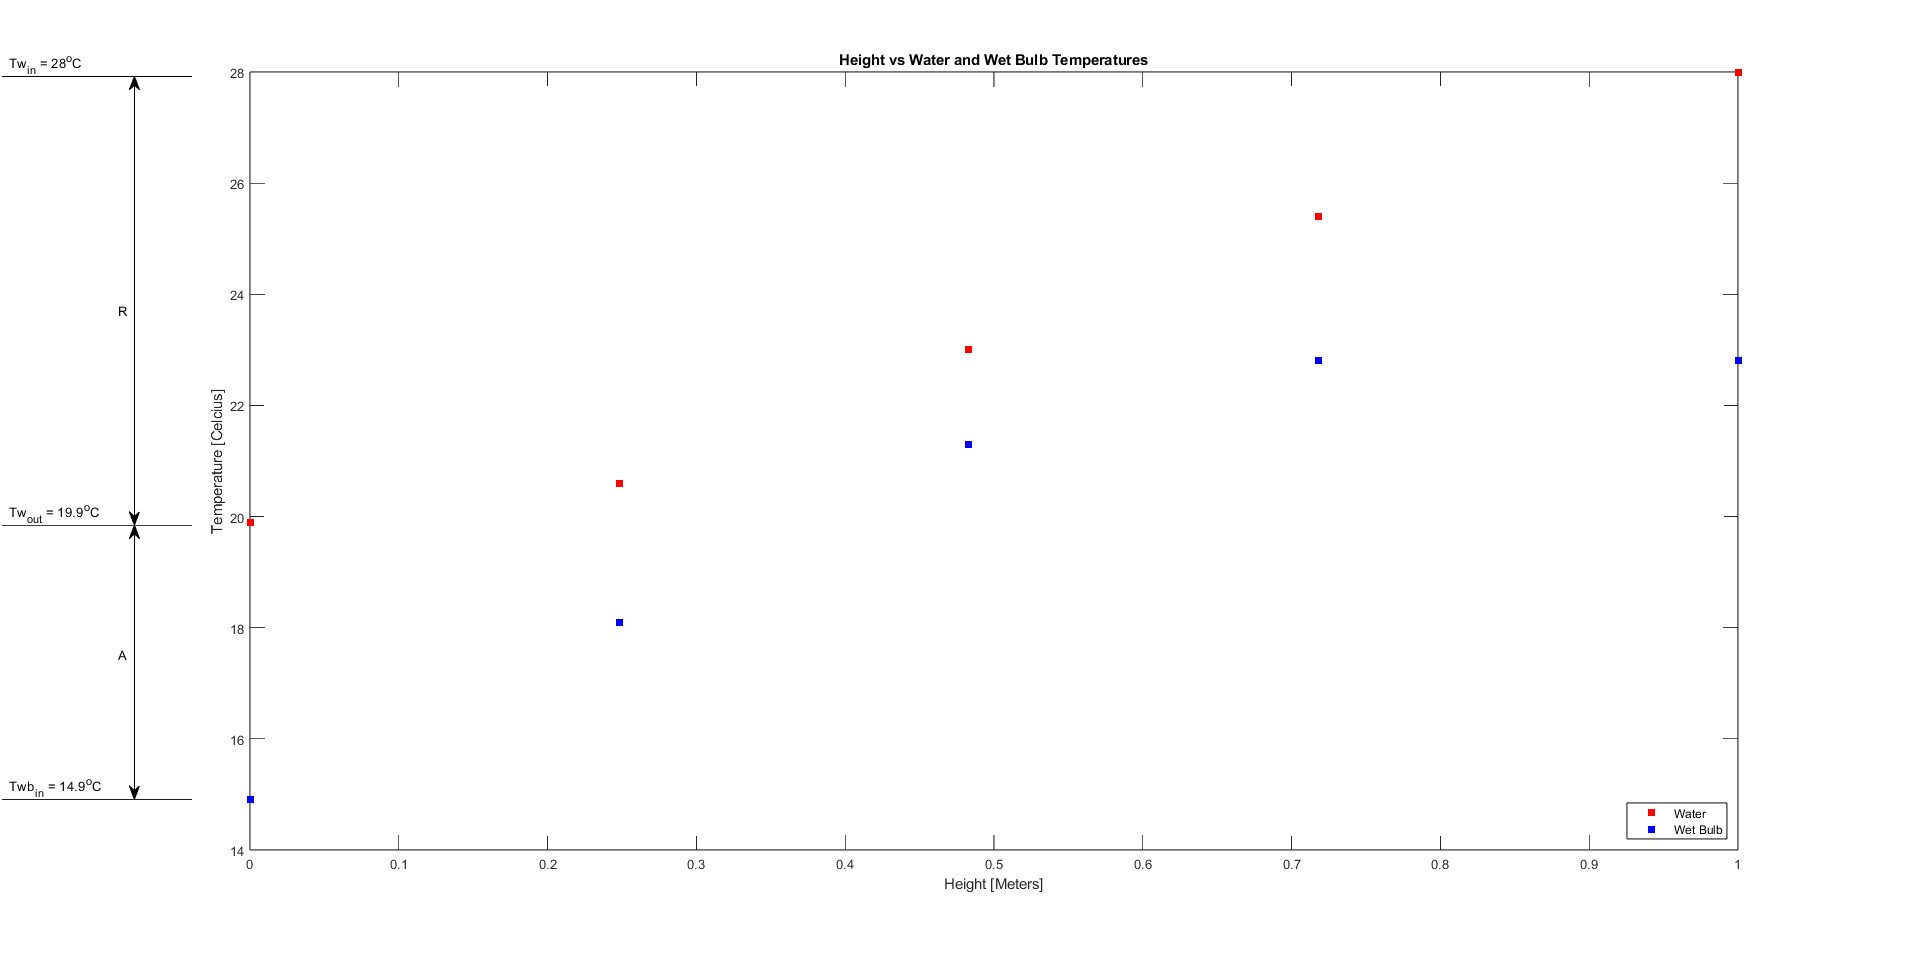 Height vs Water and Wet Bulb Temperatures
Tw_in = 28°C
R
Tw_out = 19.9°C
A
Twb_in = 14.9°C
Temperature [Celcius]
28
26
24
22
20
18
16
14
0 0.1 0.2 0.3 0.4 0.5 0.6 0.7 0.8 0.9 1
Height [Meters]
Water
Wet Bulb